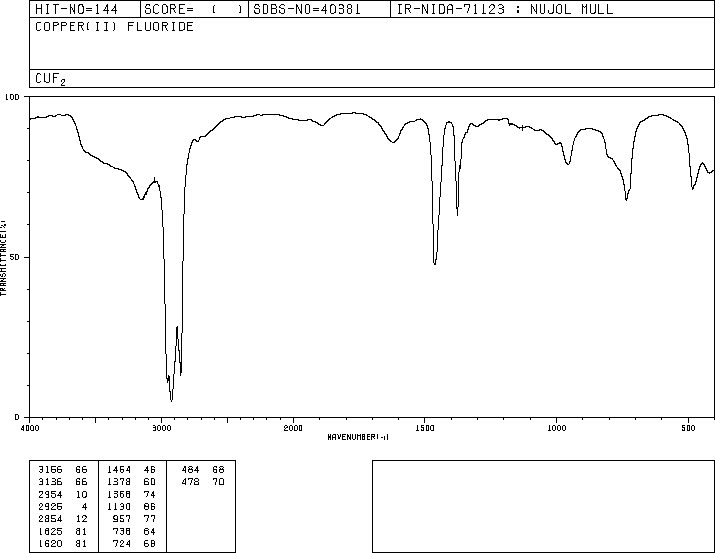 HIT-NO=144 SCORE= ( ) SDBS-NO=40381 IR-NIDA-71123 : NUJOL MULL
COPPER(II) FLUORIDE
CUF2
100
50
0
TRANSMITTANCE(%)
4000 3000 2000 1500 1000 500
WAVENUMBER(-1)
3166 66 1464 46 484 68
3136 66 1378 60 478 70
2954 10 1368 74
2925 4 1130 86
2854 12 957 77
1625 81 738 64
1620 81 724 68